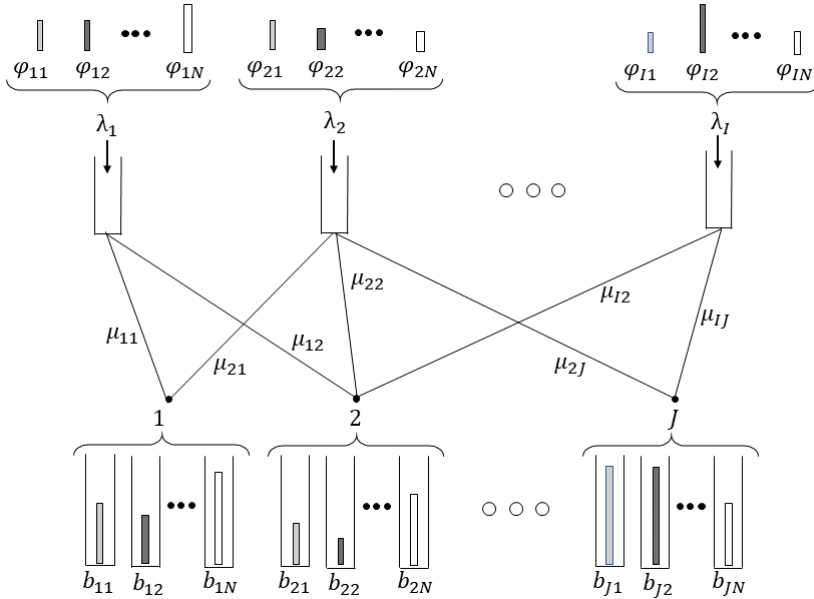 φ₁₁ φ₁₂ ••• φ₁N φ₂₁ φ₂₂ ••• φ₂N φI₁ φI₂ ••• φIN
λ₁ λ₂ λI
μ₂₂ μI₂
μ₁₁ μ₁₂ μIJ
μ₂₁ μ₂J
1 2 J
••• ••• •••
b₁₁ b₁₂ b₁N b₂₁ b₂₂ b₂N bJ₁ bJ₂ bJN